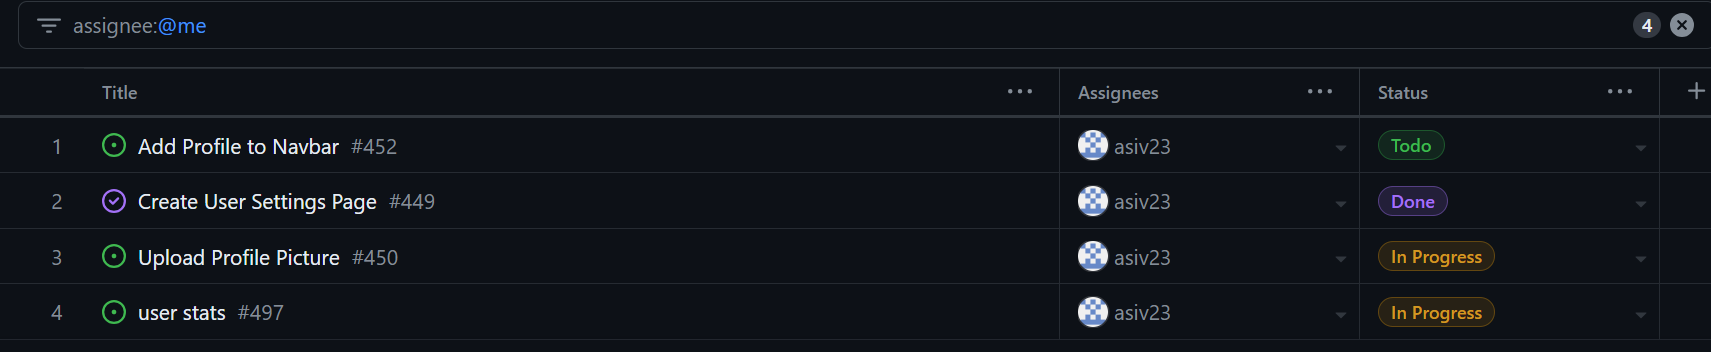 assignee:@me 4
Title Assignees Status
1 Add Profile to Navbar #452 asiv23 Todo
2 Create User Settings Page #449 asiv23 Done
3 Upload Profile Picture #450 asiv23 In Progress
4 user stats #497 asiv23 In Progress